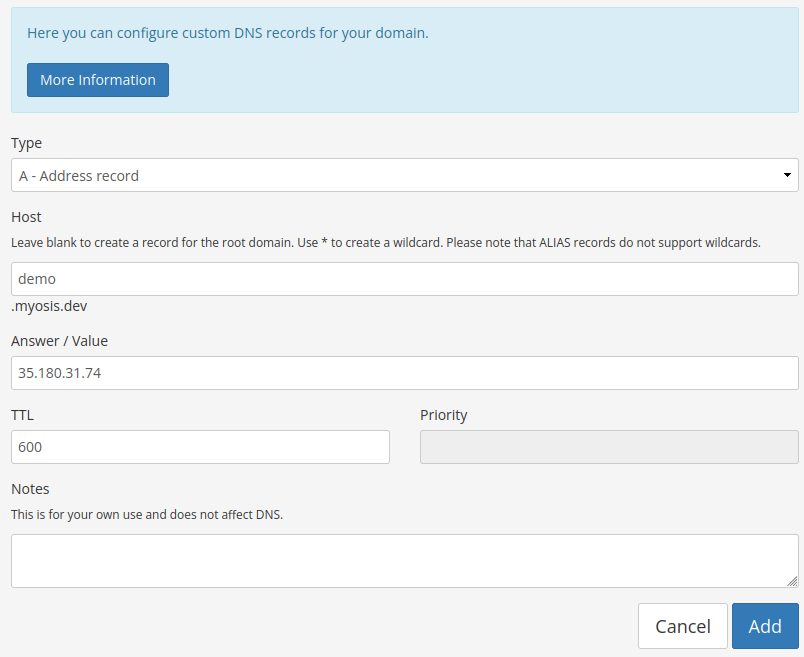 Here you can configure custom DNS records for your domain.
More Information
Type
A - Address record
Host
Leave blank to create a record for the root domain. Use * to create a wildcard. Please note that ALIAS records do not support wildcards.
demo
.myosis.dev
Answer / Value
35.180.31.74
TTL Priority
600
Notes
This is for your own use and does not affect DNS.
Cancel Add